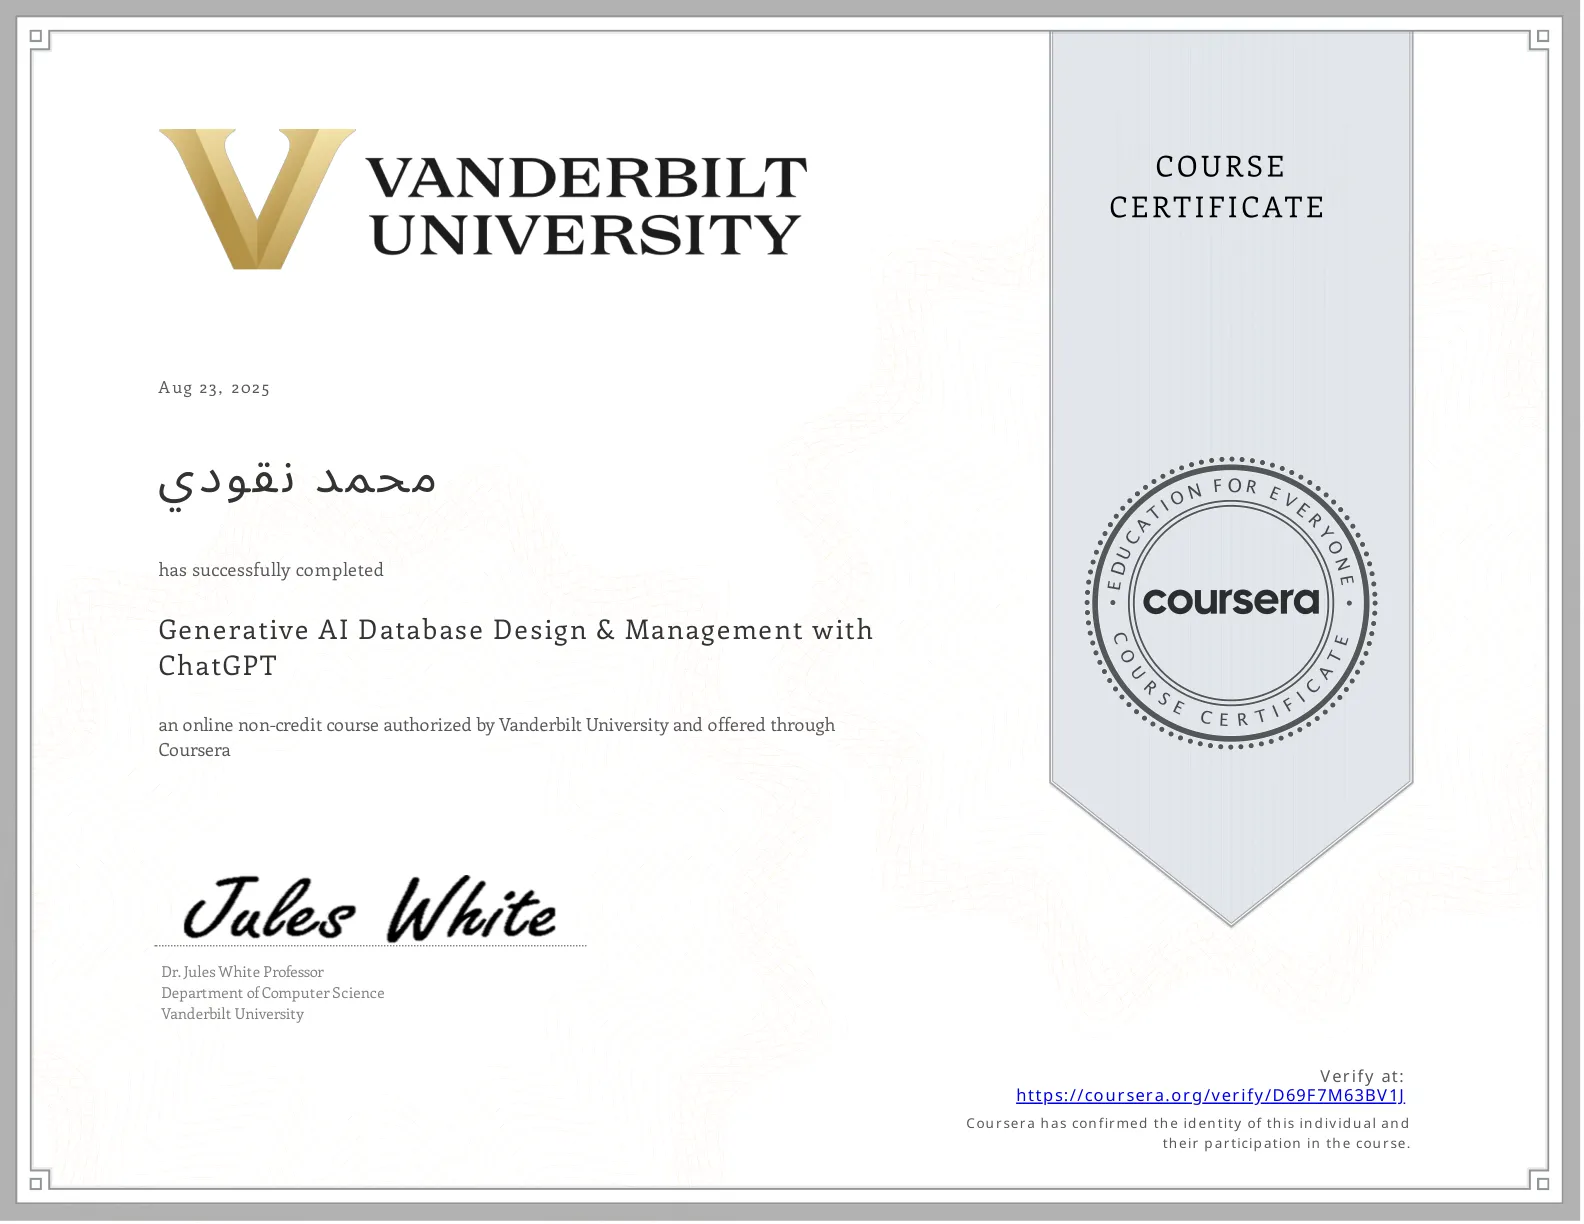 VANDERBILT
UNIVERSITY
COURSE
CERTIFICATE
Aug 23, 2025
محمد نقودي
has successfully completed
Generative AI Database Design & Management with
ChatGPT
an online non-credit course authorized by Vanderbilt University and offered through
Coursera
EDUCATION FOR EVERYONE
coursera
COURSE CERTIFICATE
Jules White
Dr. Jules White Professor
Department of Computer Science
Vanderbilt University
Verify at:
https://coursera.org/verify/D69F7M63BV1J
Coursera has confirmed the identity of this individual and
their participation in the course.